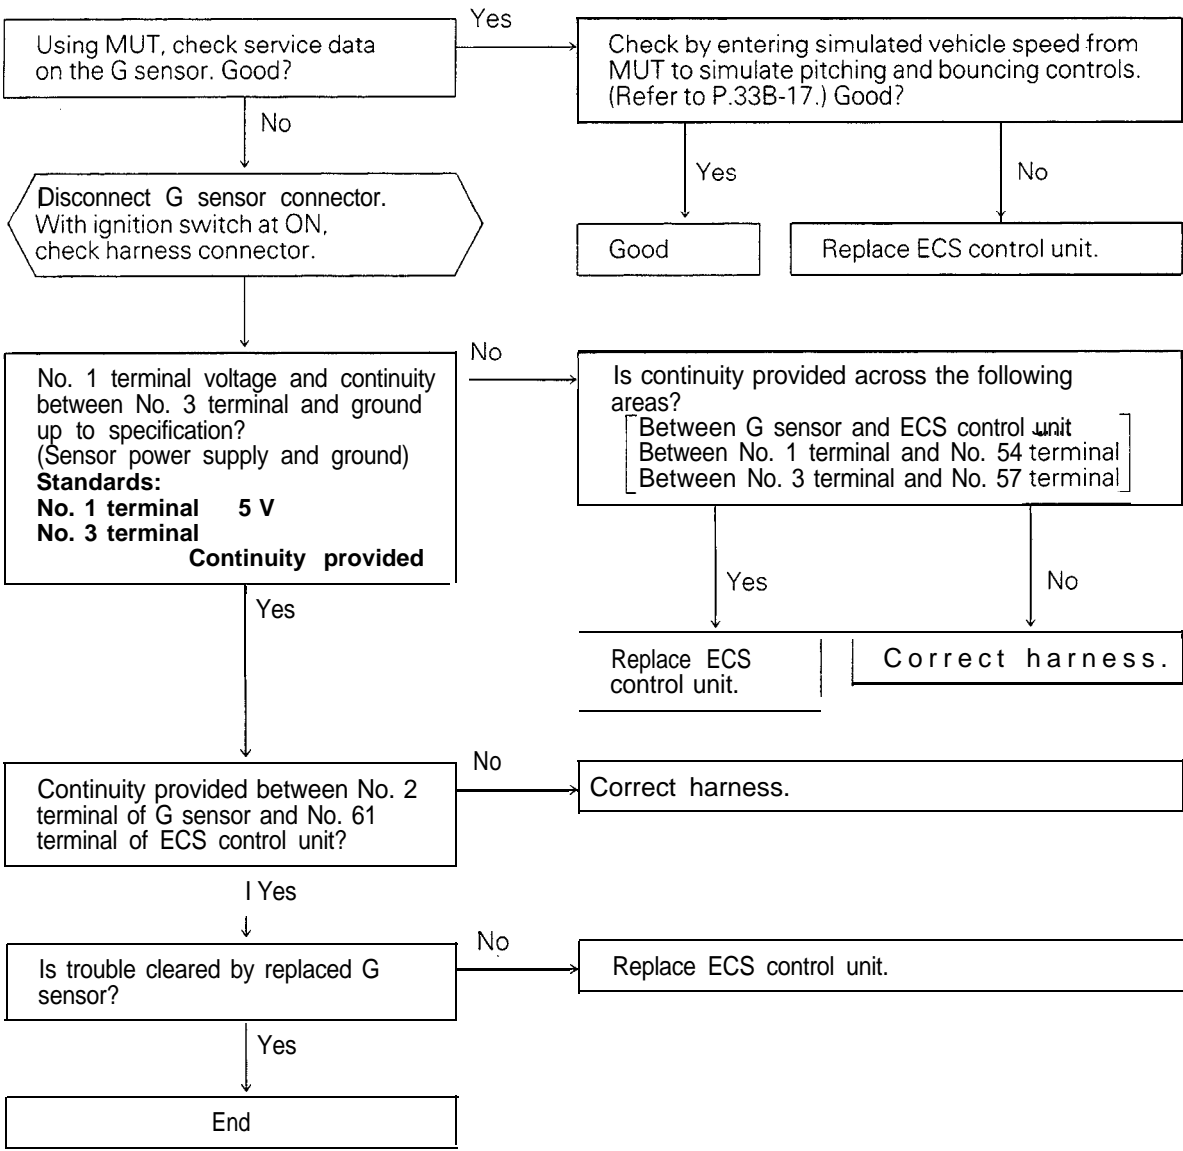 Using MUT, check service data
on the G sensor. Good?
Yes
Check by entering simulated vehicle speed from
MUT to simulate pitching and bouncing controls.
(Refer to P.33B-17.) Good?
No
Yes
No
Disconnect G sensor connector.
With ignition switch at ON,
check harness connector.
Good
Replace ECS control unit.
No. 1 terminal voltage and continuity
between No. 3 terminal and ground
up to specification?
(Sensor power supply and ground)
Standards:
No. 1 terminal 5 V
No. 3 terminal
Continuity provided
No
Is continuity provided across the following
areas?
Between G sensor and ECS control unit
Between No. 1 terminal and No. 54 terminal
Between No. 3 terminal and No. 57 terminal
Yes
No
Yes
Replace ECS
control unit.
Correct harness.
Continuity provided between No. 2
terminal of G sensor and No. 61
terminal of ECS control unit?
No
Correct harness.
I Yes
Is trouble cleared by replaced G
sensor?
No
Replace ECS control unit.
Yes
End